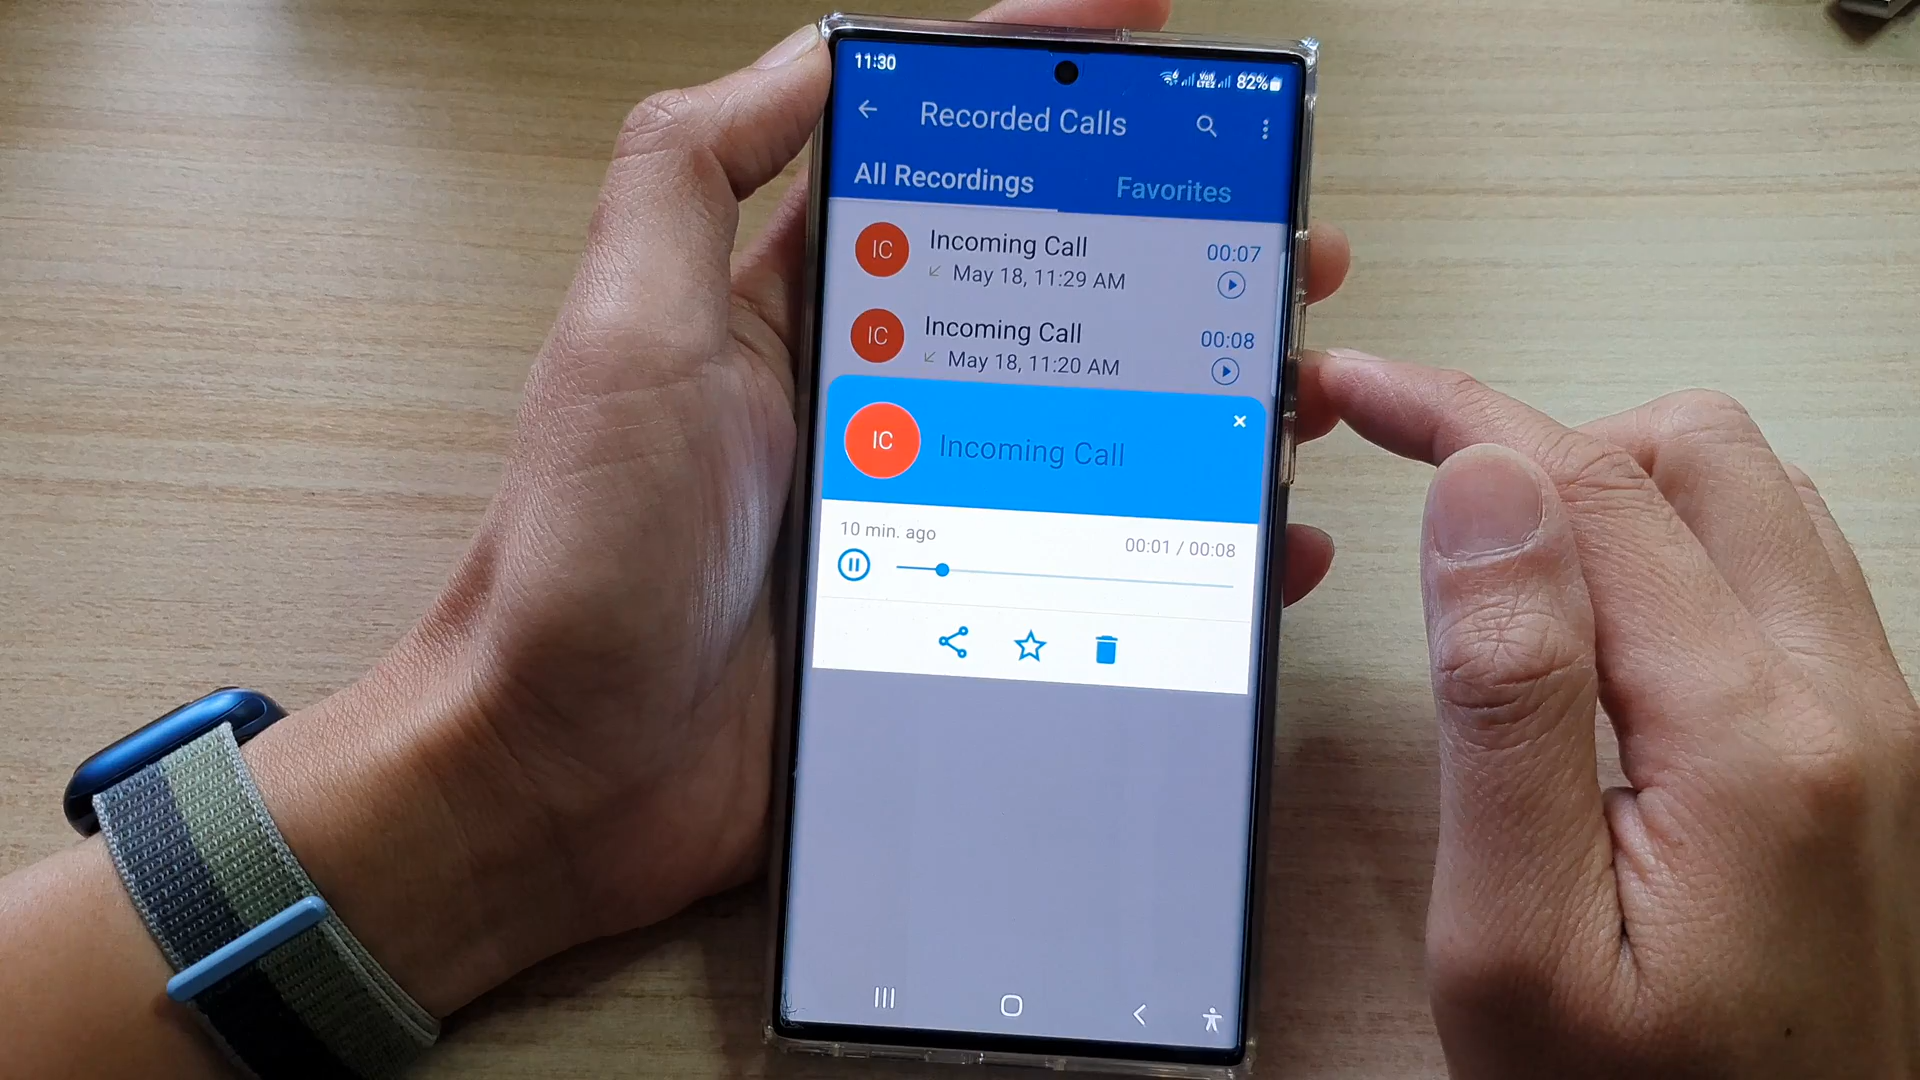 11:30
Vo) LTE2 82%
Recorded Calls
All Recordings Favorites
IC Incoming Call 00:07
May 18, 11:29 AM
IC Incoming Call 00:08
May 18, 11:20 AM
IC Incoming Call
10 min. ago 00:01 / 00:08